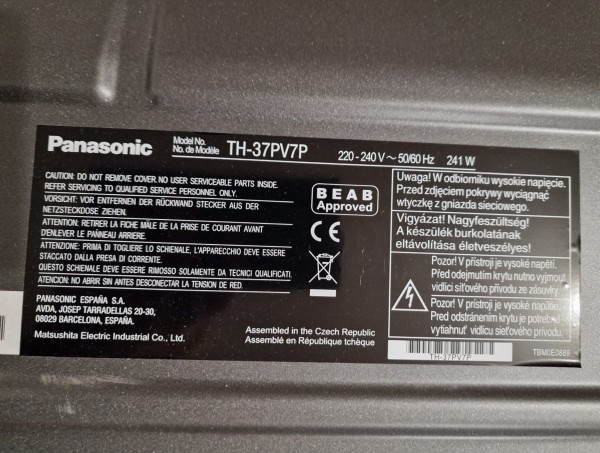 Panasonic
Model No.
No. de Modèle
TH-37PV7P
220 - 240 V ~ 50/60 Hz 241 W
CAUTION: DO NOT REMOVE COVER. NO USER SERVICEABLE PARTS INSIDE.
REFER SERVICING TO QUALIFIED SERVICE PERSONNEL ONLY.
VORSICHT: VOR ENTFERNEN DER RÜCKWAND STECKER AUS DER
NETZSTECKDOSE ZIEHEN.
ATTENTION: RETIRER LA FICHE MÂLE DE LA PRISE DE COURANT AVANT
D'ENLEVER LE PANNEAU ARRIERE.
ATTENZIONE: PRIMA DI TOGLIERE LO SCHIENALE, L'APPARECCHIO DEVE ESSERE
STACCATO DALLA PRESA DI CORRENTE.
QUESTO SCHIENALE DEVE ESSERE RIMOSSO SOLAMENTE DA TECNICI QUALIFICATI.
ATENCION: NO ABRIR SIN ANTES DESCONECTAR LA TENSION DE RED.
PANASONIC ESPAÑA S.A.
AVDA, JOSEP TARRADELLAS 20-30,
08029 BARCELONA, ESPAÑA.
Matsushita Electric Industrial Co., Ltd.
BEAB
Approved
CE
Assembled in the Czech Republic
Assemblé en République tchèque
Uwaga! W odbiorniku wysokie napięcie.
Przed zdjęciem pokrywy wyciągnąć
wtyczkę z gniazda sieciowego.
Vigyázat! Nagyfeszültség!
A készülék burkolatának
eltávolítása életveszélyes!
Pozor! V přístroji je vysoké napětí.
Před odejmutím krytu nutno vyjmout
vidlici síťového přívodu ze zásuvky.
Pozor! V prístroji je vysoké napätie.
Pred odstránením krytu je potrebné
vytiahnuť vidlicu sieťového prívodu.
TH-37PV7P